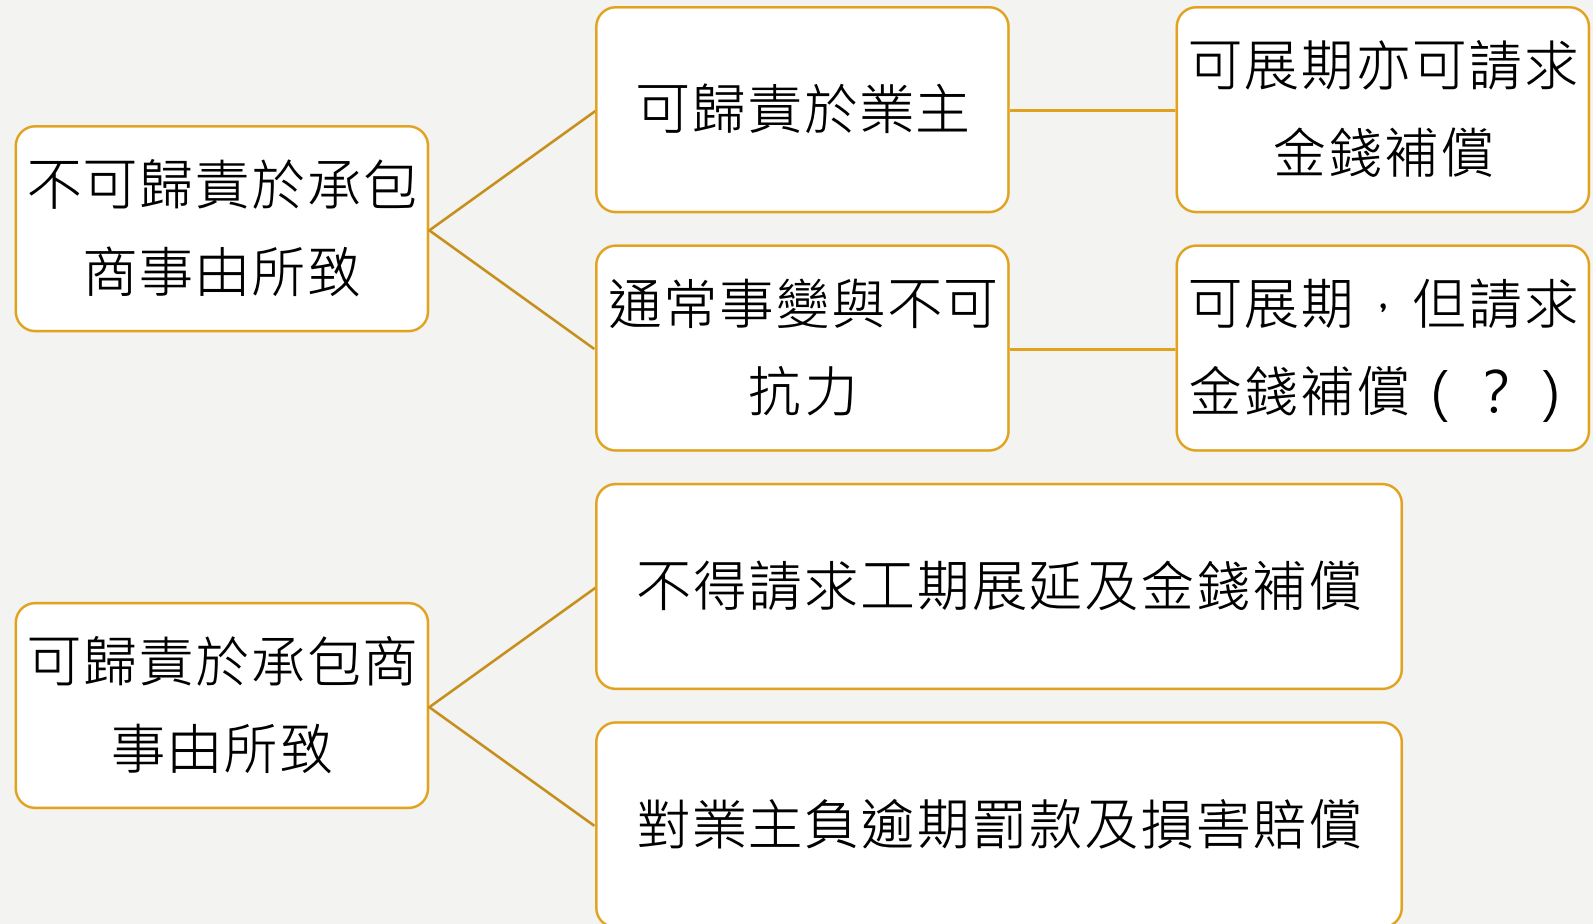 不可歸責於承包
商事由所致
可歸責於業主
可展期亦可請求
金錢補償
通常事變與不可
抗力
可展期，但請求
金錢補償（？）
可歸責於承包商
事由所致
不得請求工期展延及金錢補償
對業主負逾期罰款及損害賠償